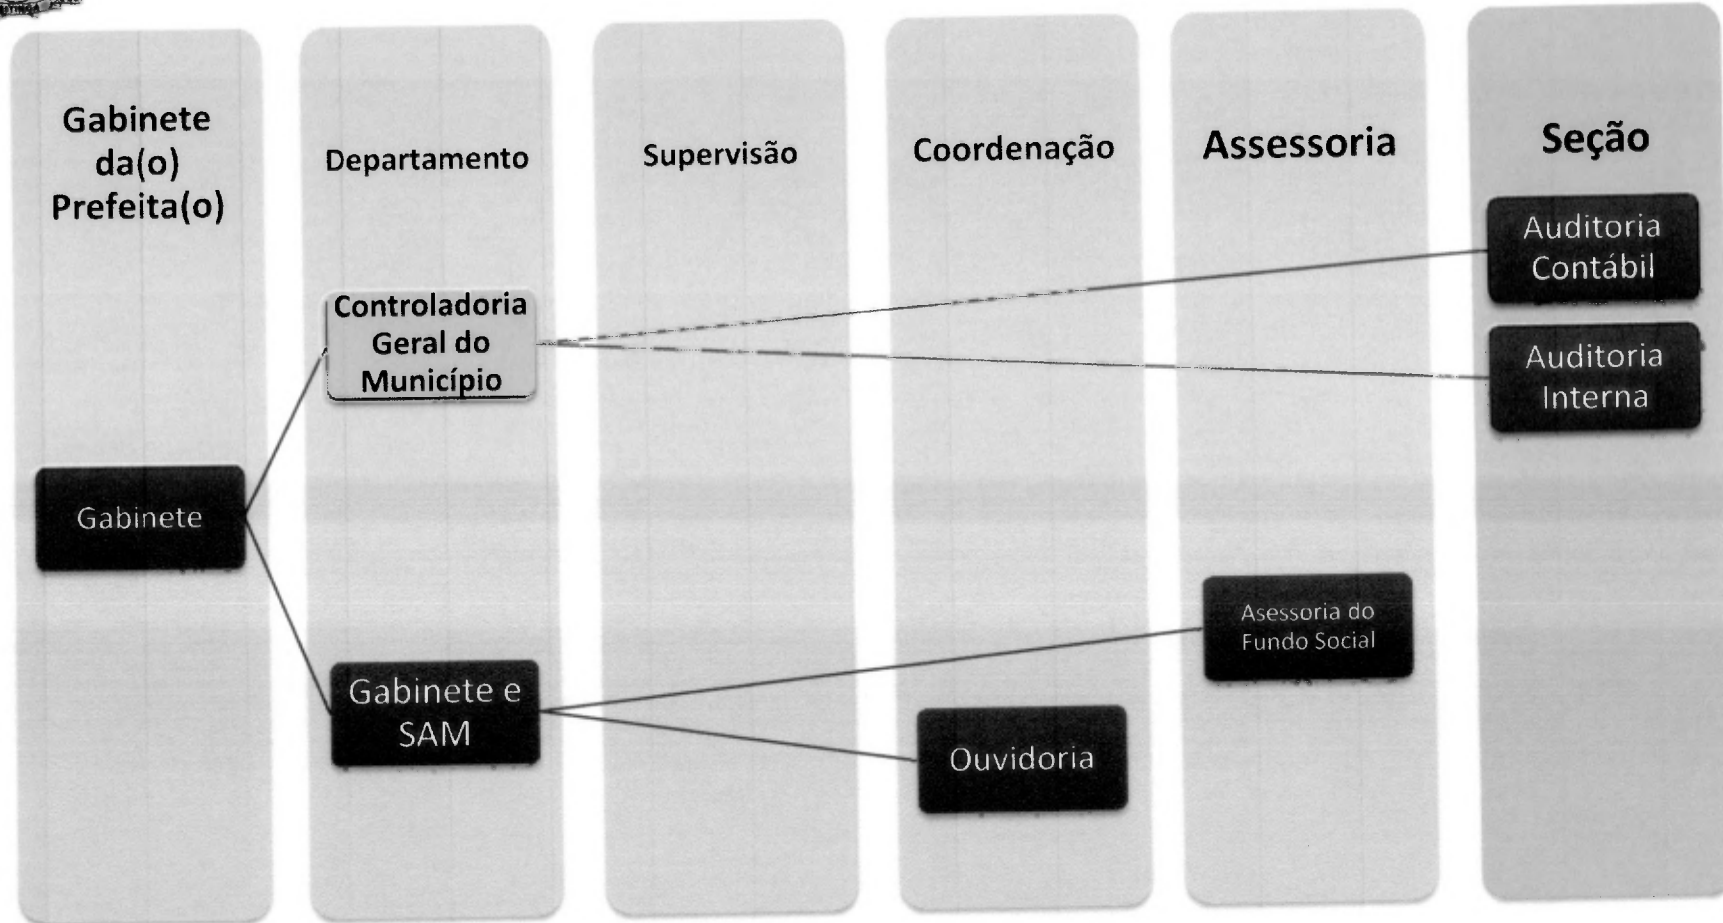 Gabinete
da(o)
Prefeita(o)
Departamento
Supervisão
Coordenação
Assessoria
Seção
Auditoria
Contábil
Controladoria
Geral do
Município
Auditoria
Interna
Gabinete
Asessoria do
Fundo Social
Gabinete e
SAM
Ouvidoria